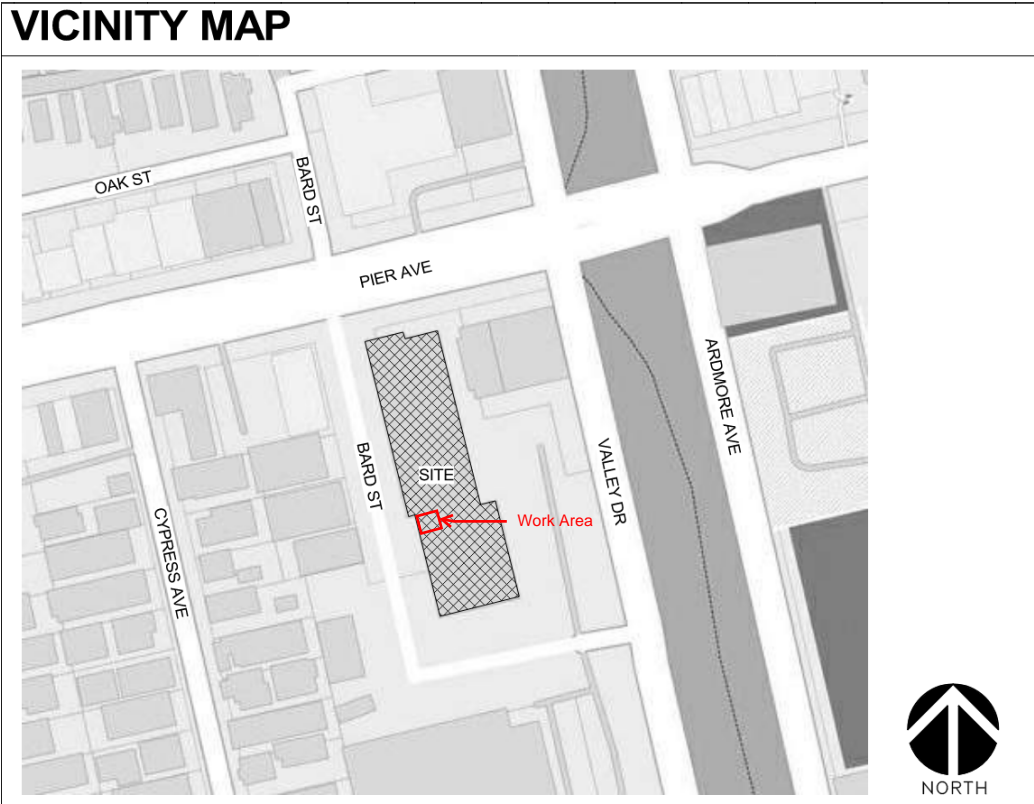 VICINITY MAP
OAK ST
BARD ST
PIER AVE
ARDMORE AVE
BARD ST
SITE
VALLEY DR
Work Area
CYPRESS AVE
NORTH